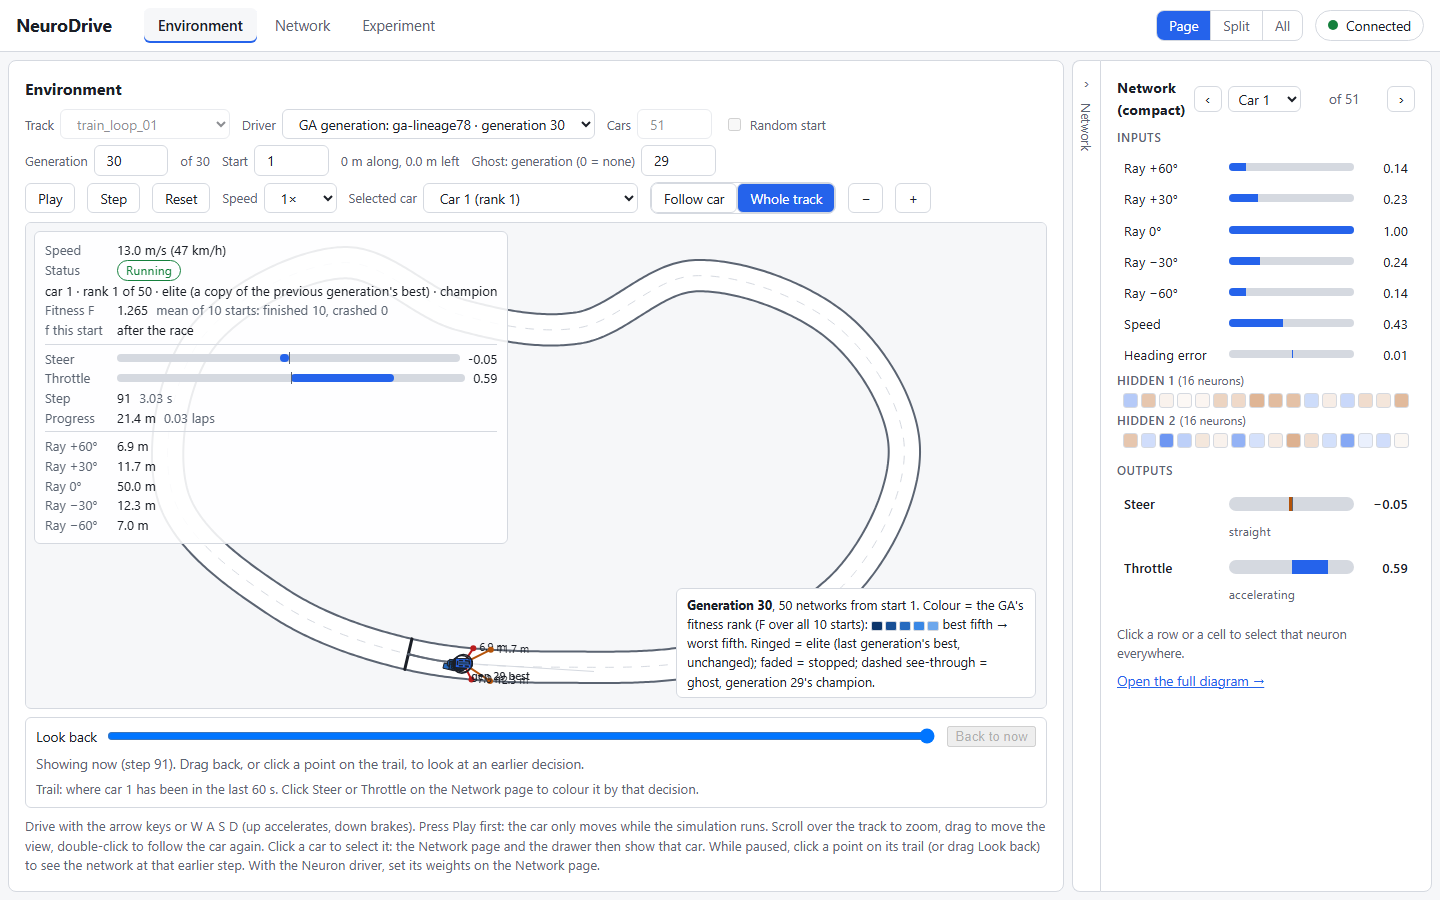 NeuroDrive Environment Network Experiment Page Split All Connected
Environment
Track train_loop_01 Driver GA generation: ga-lineage78 · generation 30 Cars 51 Random start
Generation 30 of 30 Start 1 0 m along, 0.0 m left Ghost: generation (0 = none) 29
Play Step Reset Speed 1× Selected car Car 1 (rank 1) Follow car Whole track − +
Speed 13.0 m/s (47 km/h)
Status Running
car 1 · rank 1 of 50 · elite (a copy of the previous generation's best) · champion
Fitness F 1.265 mean of 10 starts: finished 10, crashed 0
f this start after the race
Steer -0.05
Throttle 0.59
Step 91 3.03 s
Progress 21.4 m 0.03 laps
Ray +60° 6.9 m
Ray +30° 11.7 m
Ray 0° 50.0 m
Ray −30° 12.3 m
Ray −60° 7.0 m
6.9 m 11.7 m
gen 29 best
12.3 m
Generation 30, 50 networks from start 1. Colour = the GA's
fitness rank (F over all 10 starts): best fifth →
worst fifth. Ringed = elite (last generation's best,
unchanged); faded = stopped; dashed see-through =
ghost, generation 29's champion.
Look back Back to now
Showing now (step 91). Drag back, or click a point on the trail, to look at an earlier decision.
Trail: where car 1 has been in the last 60 s. Click Steer or Throttle on the Network page to colour it by that decision.
Drive with the arrow keys or W A S D (up accelerates, down brakes). Press Play first: the car only moves while the simulation runs. Scroll over the track to zoom, drag to move the
view, double-click to follow the car again. Click a car to select it: the Network page and the drawer then show that car. While paused, click a point on its trail (or drag Look back)
to see the network at that earlier step. With the Neuron driver, set its weights on the Network page.
› Network
Network
(compact) ‹ Car 1 of 51 ›
INPUTS
Ray +60° 0.14
Ray +30° 0.23
Ray 0° 1.00
Ray −30° 0.24
Ray −60° 0.14
Speed 0.43
Heading error 0.01
HIDDEN 1 (16 neurons)
HIDDEN 2 (16 neurons)
OUTPUTS
Steer −0.05
straight
Throttle 0.59
accelerating
Click a row or a cell to select that neuron
everywhere.
Open the full diagram →